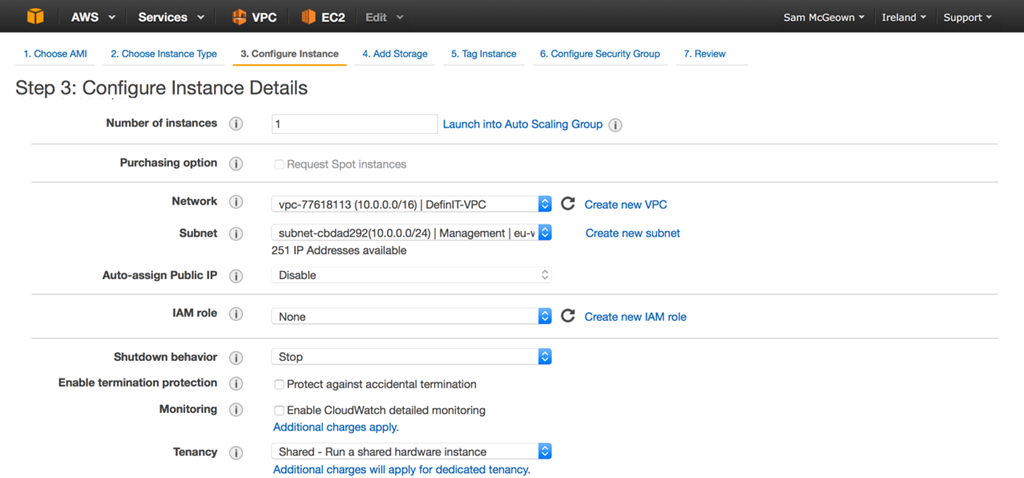 AWS Services VPC EC2 Edit Sam McGeown Ireland Support
1. Choose AMI 2. Choose Instance Type 3. Configure Instance 4. Add Storage 5. Tag Instance 6. Configure Security Group 7. Review
Step 3: Configure Instance Details
Number of instances 1 Launch into Auto Scaling Group
Purchasing option Request Spot instances
Network vpc-77618113 (10.0.0.0/16) | DefinIT-VPC Create new VPC
Subnet subnet-cbdad292(10.0.0.0/24) | Management | eu-w Create new subnet
251 IP Addresses available
Auto-assign Public IP Disable
IAM role None Create new IAM role
Shutdown behavior Stop
Enable termination protection Protect against accidental termination
Monitoring Enable CloudWatch detailed monitoring
Additional charges apply.
Tenancy Shared - Run a shared hardware instance
Additional charges will apply for dedicated tenancy.